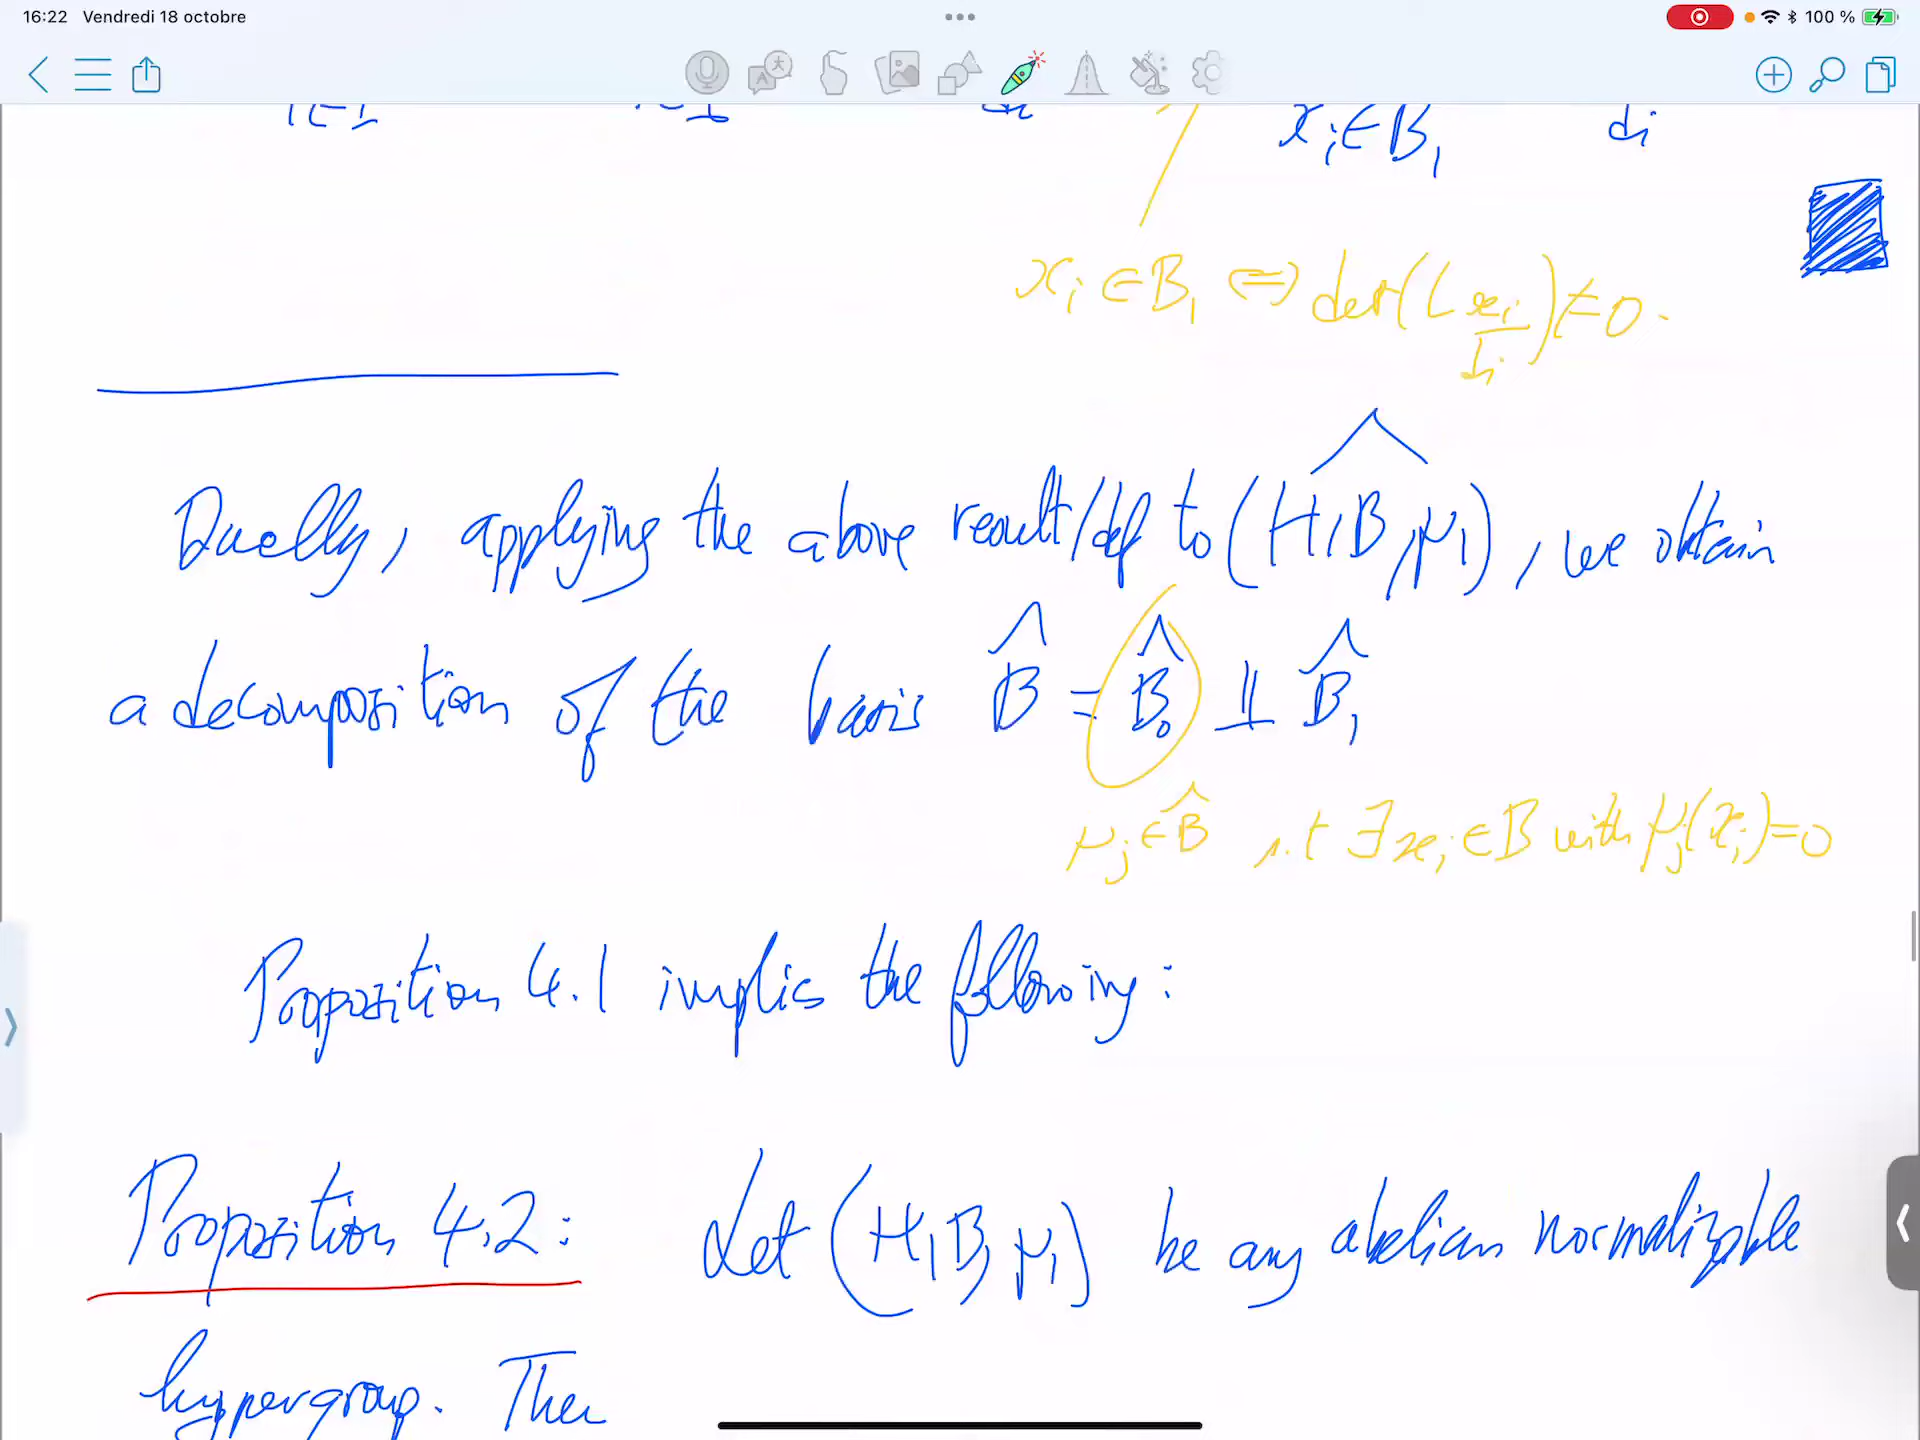 16:22 Vendredi 18 octobre
100 %
i∈I
x_i∈B_1
d_i
x_i ∈ B_1 ⟺ det(L_{x_i/d_i}) ≠ 0.
Dually, applying the above result/def to (H,B,μ_1)^, we obtain
a decomposition of the basis B̂ = B̂_0 ⨿ B̂_1
μ_j ∈ B̂ s.t ∃ x_i ∈ B with μ_j(x_i)=0
Proposition 4.1 implies the following:
Proposition 4.2: Let (H,B,μ_1) be any abelian normalizable
hypergroup. Then